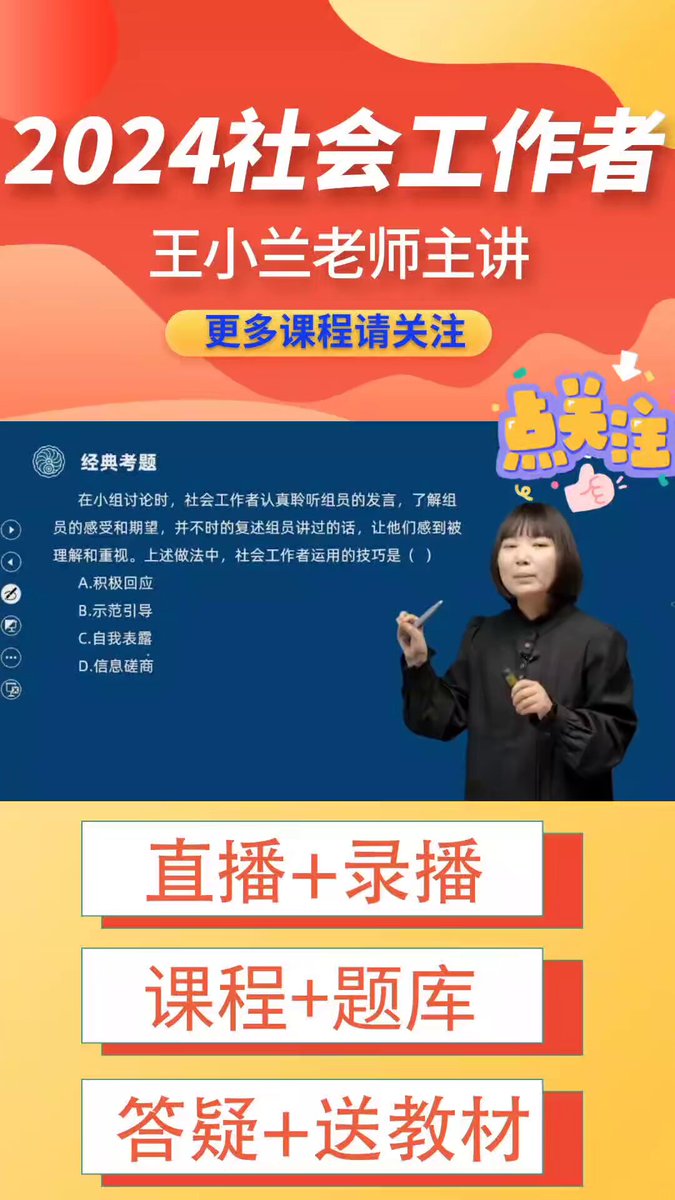 2024社会工作者
王小兰老师主讲
更多课程请关注
点关注
经典考题
在小组讨论时，社会工作者认真聆听组员的发言，了解组
员的感受和期望，并不时的复述组员讲过的话，让他们感到被
理解和重视。上述做法中，社会工作者运用的技巧是（ ）
A.积极回应
B.示范引导
C.自我表露
D.信息磋商
直播+录播
课程+题库
答疑+送教材